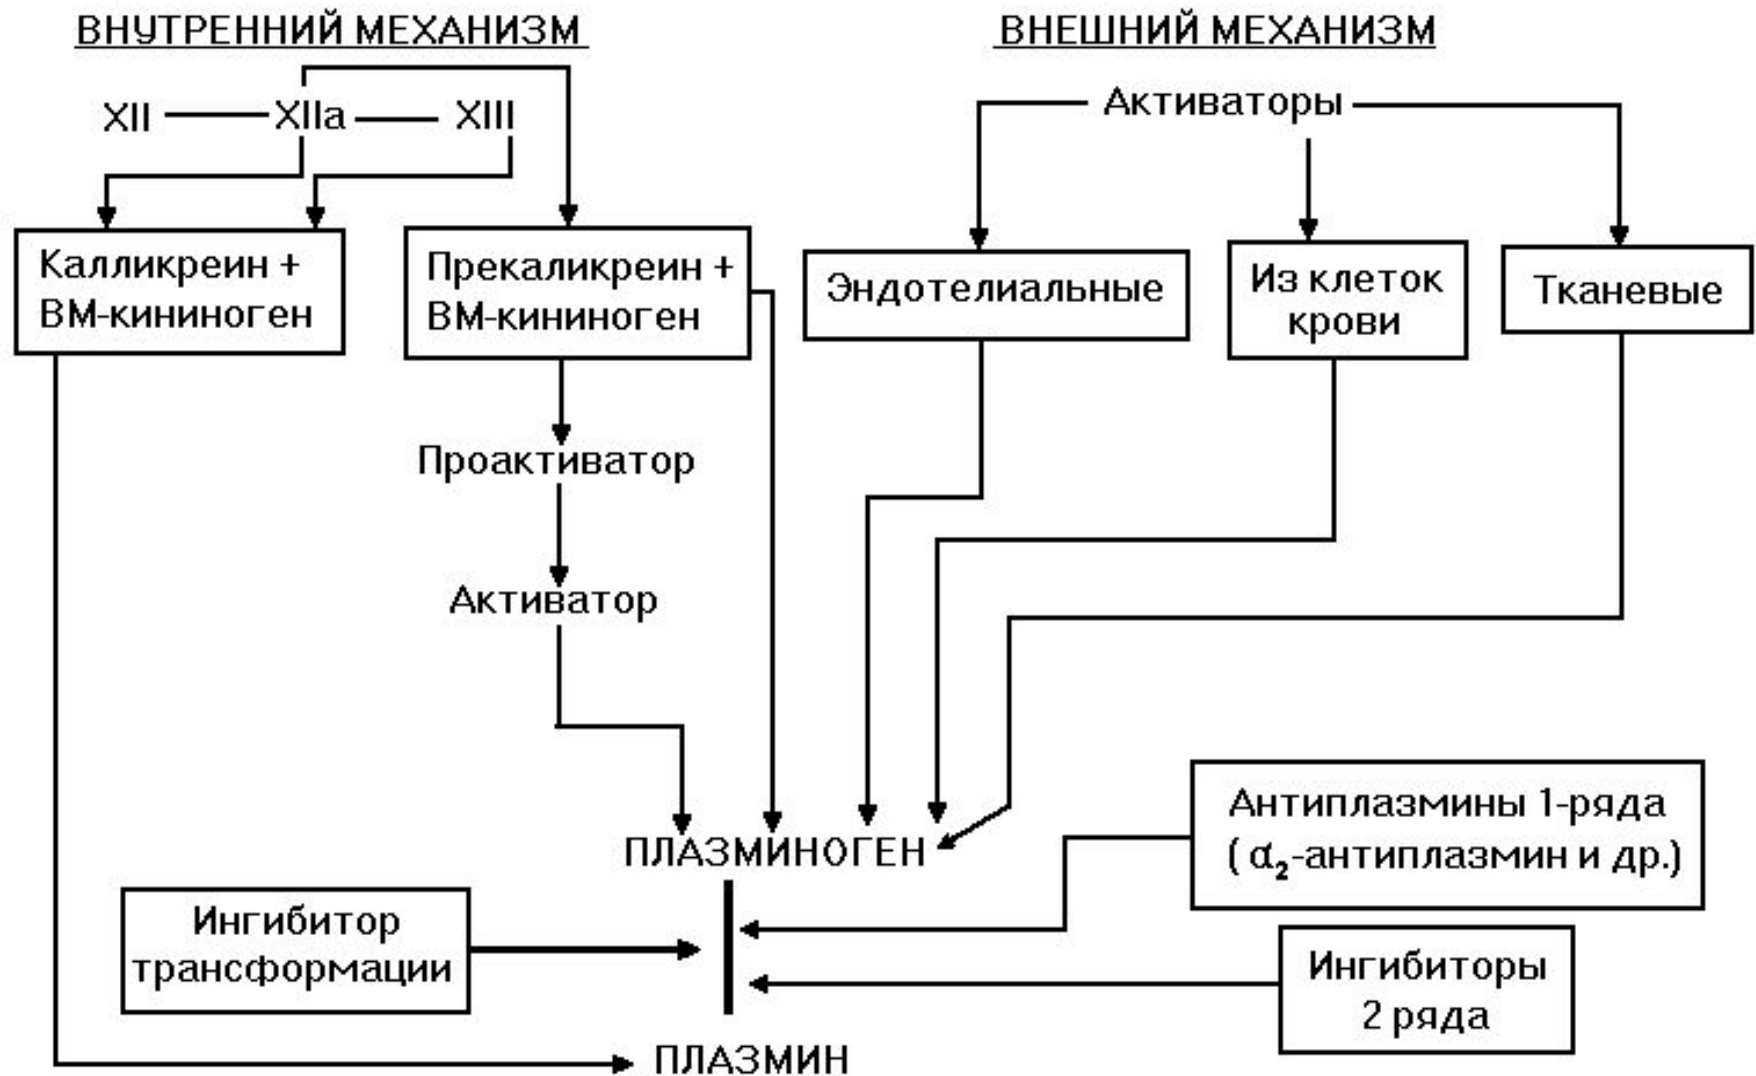 ВНУТРЕННИЙ МЕХАНИЗМ
ВНЕШНИЙ МЕХАНИЗМ
XII XIIa XIII
Активаторы
Калликреин +
ВМ-кининоген
Прекаликреин +
ВМ-кининоген
Эндотелиальные
Из клеток
крови
Тканевые
Проактиватор
Активатор
ПЛАЗМИНОГЕН
Антиплазмины 1-ряда
( α₂-антиплазмин и др.)
Ингибитор
трансформации
Ингибиторы
2 ряда
ПЛАЗМИН